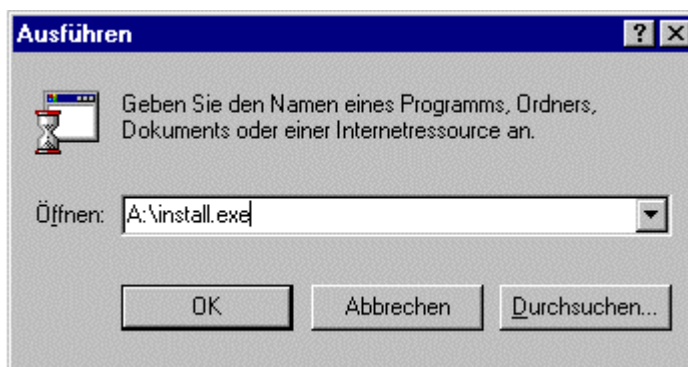 Ausführen
Geben Sie den Namen eines Programms, Ordners,
Dokuments oder einer Internetressource an.
Öffnen: A:\install.exe
OK Abbrechen Durchsuchen...